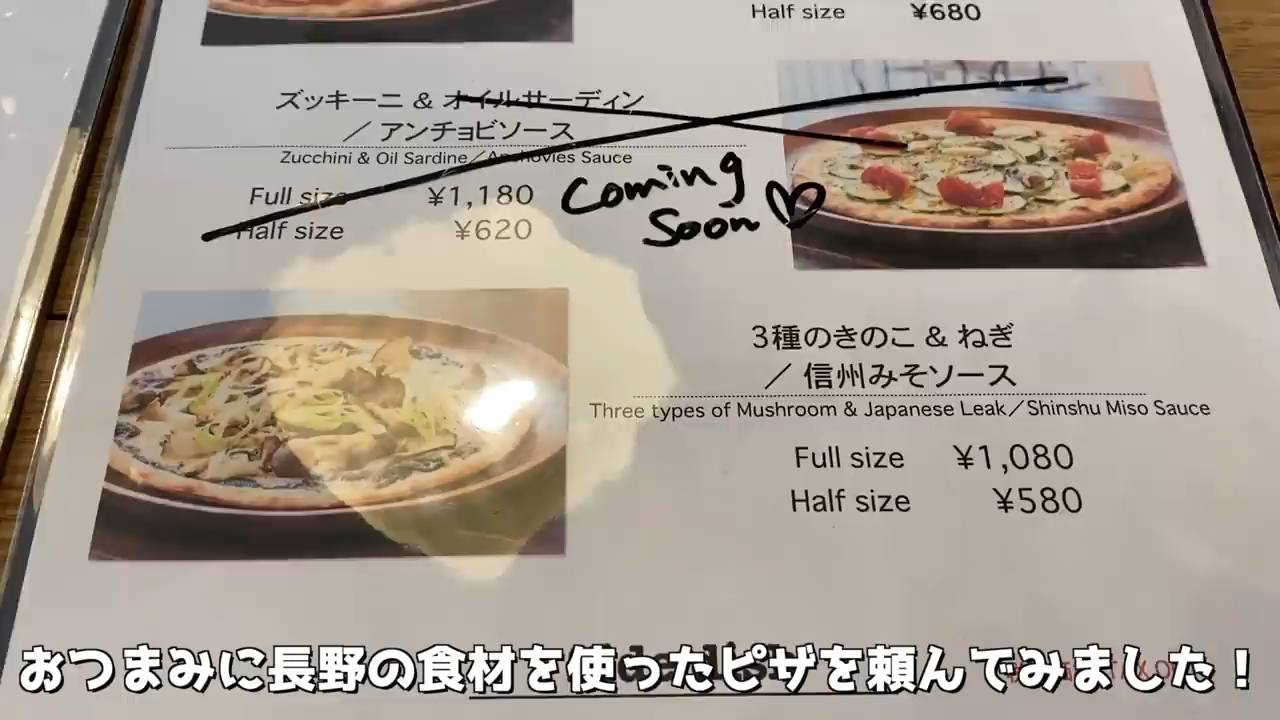 Half size ¥680
ズッキーニ & オイルサーディン
／アンチョビソース
Zucchini & Oil Sardine／Anchovies Sauce
Full size ¥1,180
Half size ¥620
Coming
Soon♡
3種のきのこ & ねぎ
／信州みそソース
Three types of Mushroom & Japanese Leak／Shinshu Miso Sauce
Full size ¥1,080
Half size ¥580
おつまみに長野の食材を使ったピザを頼んでみました！